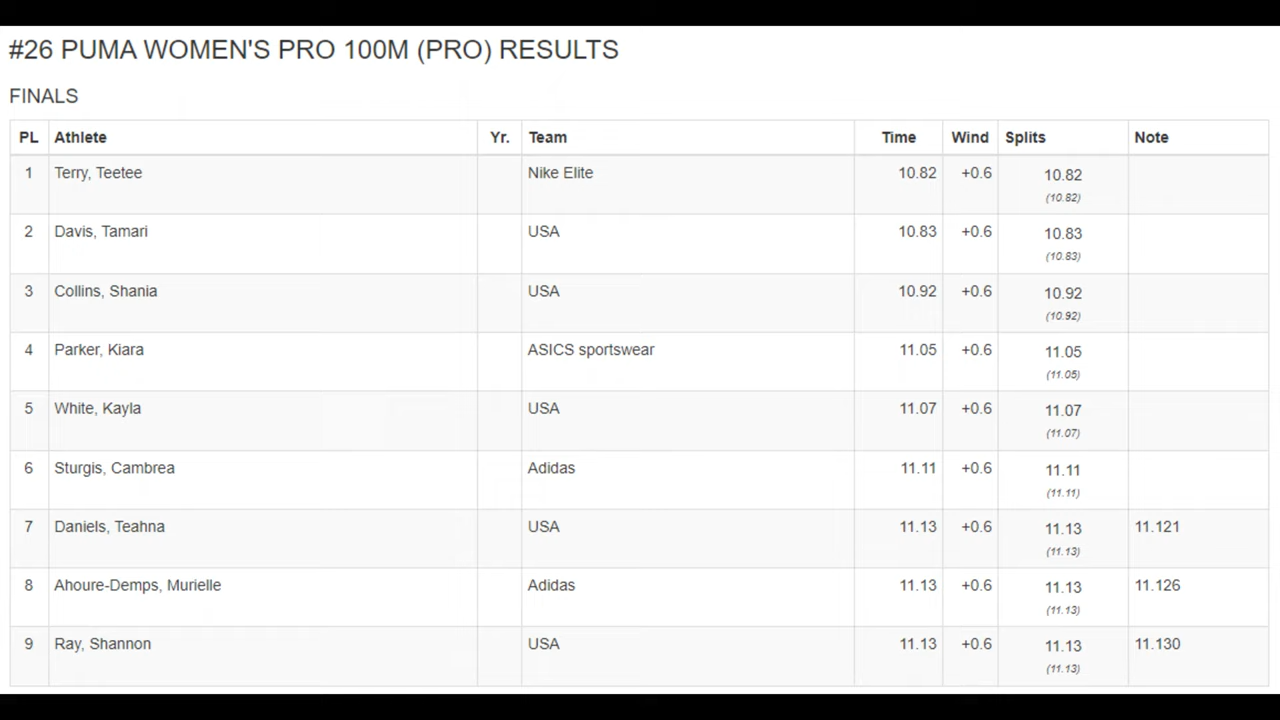 #26 PUMA WOMEN'S PRO 100M (PRO) RESULTS
FINALS
PL Athlete Yr. Team Time Wind Splits Note
1 Terry, Teetee Nike Elite 10.82 +0.6 10.82
(10.82)
2 Davis, Tamari USA 10.83 +0.6 10.83
(10.83)
3 Collins, Shania USA 10.92 +0.6 10.92
(10.92)
4 Parker, Kiara ASICS sportswear 11.05 +0.6 11.05
(11.05)
5 White, Kayla USA 11.07 +0.6 11.07
(11.07)
6 Sturgis, Cambrea Adidas 11.11 +0.6 11.11
(11.11)
7 Daniels, Teahna USA 11.13 +0.6 11.13 11.121
(11.13)
8 Ahoure-Demps, Murielle Adidas 11.13 +0.6 11.13 11.126
(11.13)
9 Ray, Shannon USA 11.13 +0.6 11.13 11.130
(11.13)